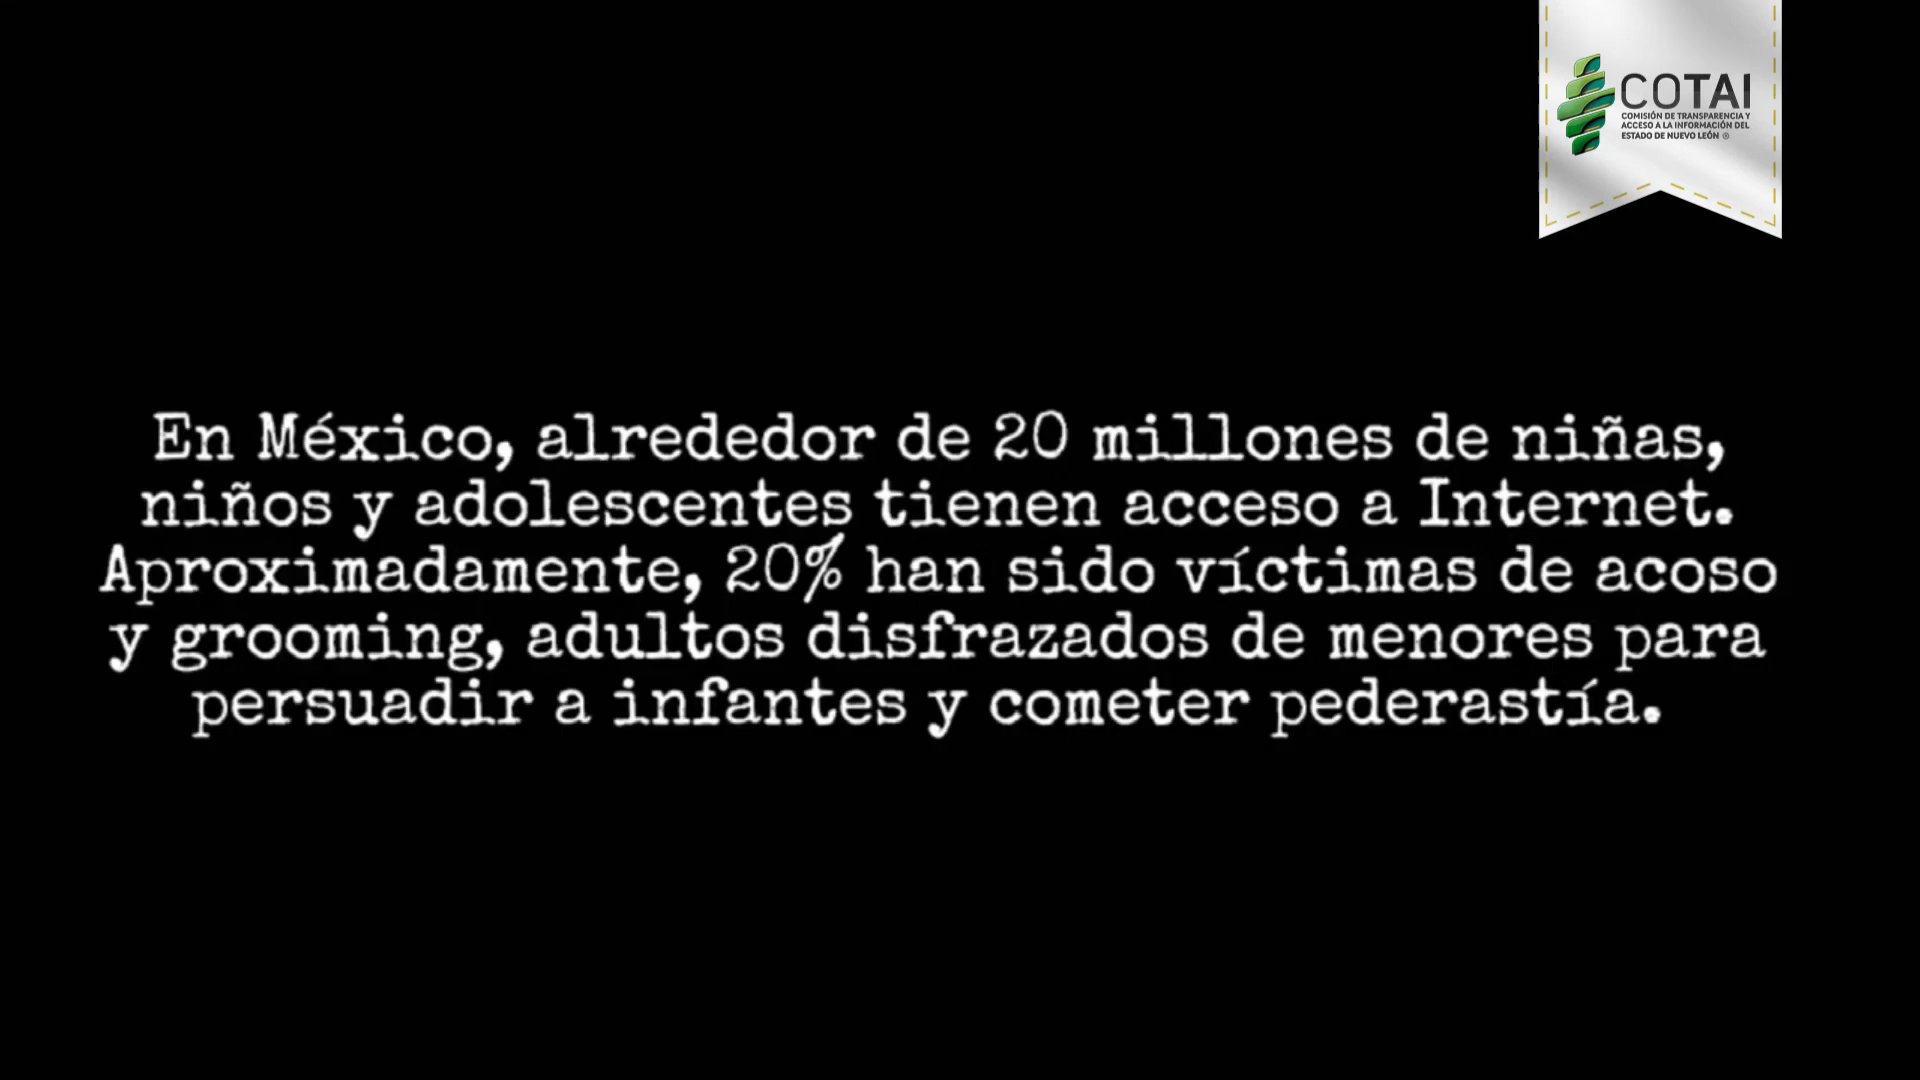 COTAI
COMISIÓN DE TRANSPARENCIA Y
ACCESO A LA INFORMACIÓN DEL
ESTADO DE NUEVO LEÓN ®
En México, alrededor de 20 millones de niñas,
niños y adolescentes tienen acceso a Internet.
Aproximadamente, 20% han sido víctimas de acoso
y grooming, adultos disfrazados de menores para
persuadir a infantes y cometer pederastía.